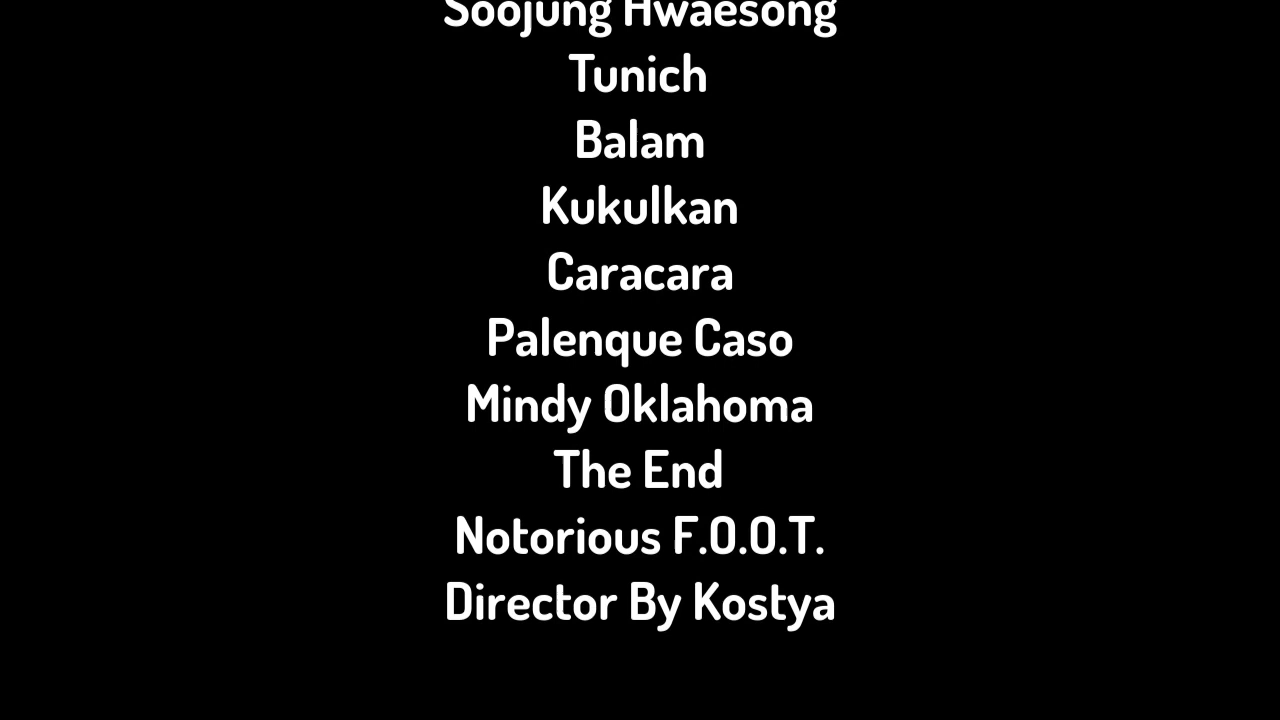 Soojung Hwaesong
Tunich
Balam
Kukulkan
Caracara
Palenque Caso
Mindy Oklahoma
The End
Notorious F.O.O.T.
Director By Kostya